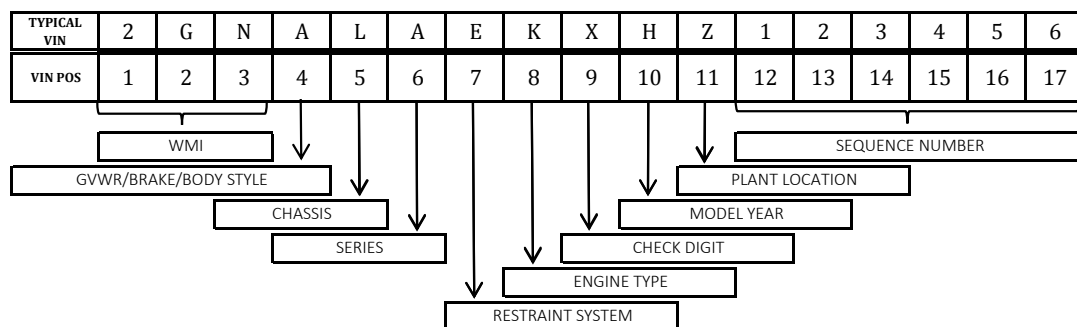 TYPICAL VIN 2 G N A L A E K X H Z 1 2 3 4 5 6
VIN POS 1 2 3 4 5 6 7 8 9 10 11 12 13 14 15 16 17
WMI SEQUENCE NUMBER
GVWR/BRAKE/BODY STYLE PLANT LOCATION
CHASSIS MODEL YEAR
SERIES CHECK DIGIT
ENGINE TYPE
RESTRAINT SYSTEM